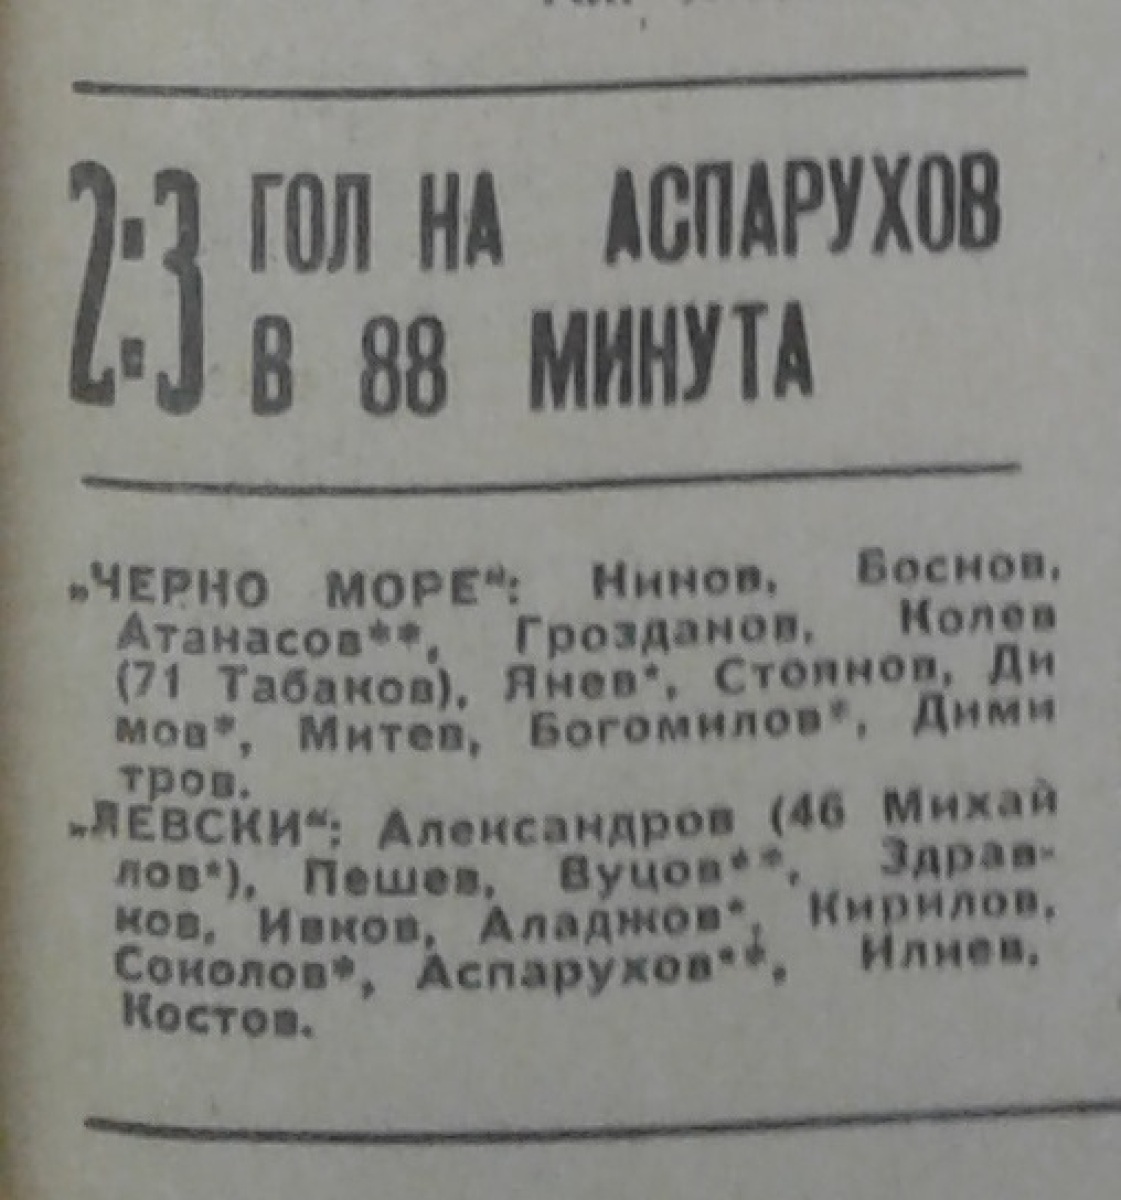 2:3 ГОЛ НА АСПАРУХОВ
В 88 МИНУТА
„ЧЕРНО МОРЕ“: Нинов, Боснов,
Атанасов**, Грозданов, Колев
(71 Табаков), Янев*, Стоянов, Ди
мов*, Митев, Богомилов*, Дими
тров.
„ЛЕВСКИ“: Александров (46 Михай
лов*), Пешев, Вуцов**, Здрав-
ков, Ивков, Аладжов*, Кирилов,
Соколов*, Аспарухов**, Илиев,
Костов.